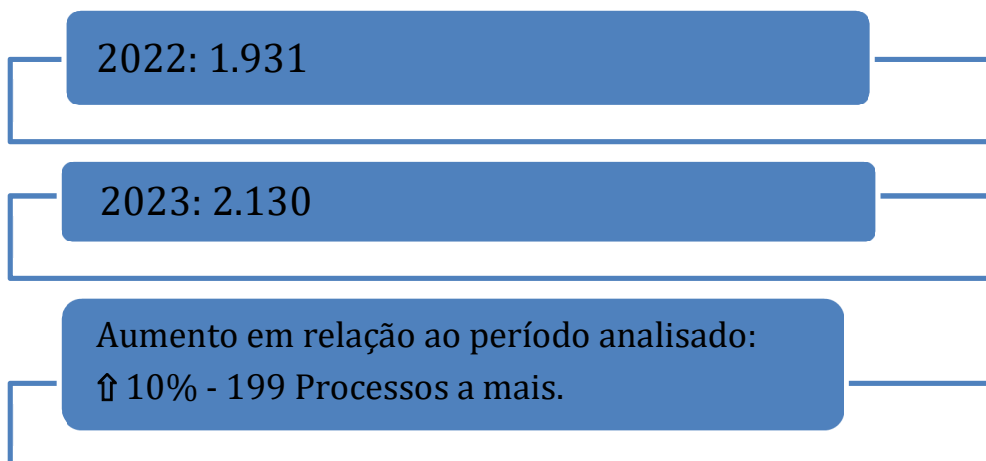 2022: 1.931
2023: 2.130
Aumento em relação ao período analisado:
⇧ 10% - 199 Processos a mais.